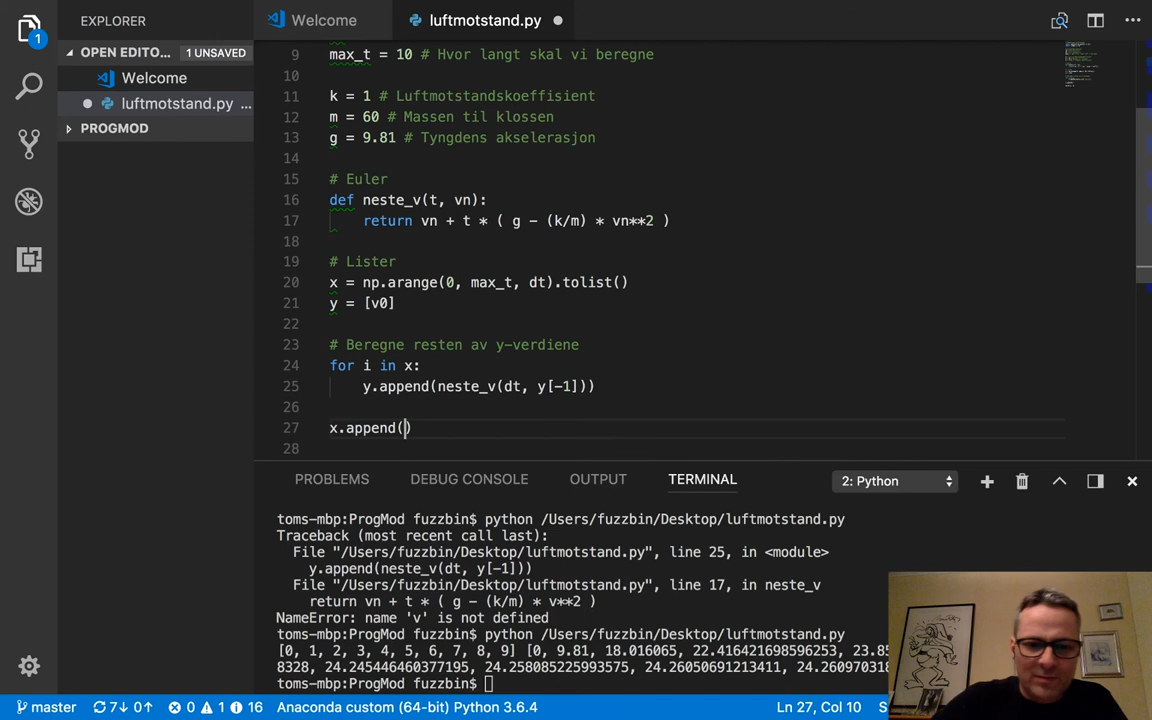 EXPLORER
Welcome
luftmotstand.py
OPEN EDITO... 1 UNSAVED
Welcome
luftmotstand.py ...
PROGMOD
1
9 max_t = 10 # Hvor langt skal vi beregne
10
11 k = 1 # Luftmotstandskoeffisient
12 m = 60 # Massen til klossen
13 g = 9.81 # Tyngdens akselerasjon
14
15 # Euler
16 def neste_v(t, vn):
17 return vn + t * ( g - (k/m) * vn**2 )
18
19 # Lister
20 x = np.arange(0, max_t, dt).tolist()
21 y = [v0]
22
23 # Beregne resten av y-verdiene
24 for i in x:
25 y.append(neste_v(dt, y[-1]))
26
27 x.append()
28
PROBLEMS DEBUG CONSOLE OUTPUT TERMINAL 2: Python
toms-mbp:ProgMod fuzzbin$ python /Users/fuzzbin/Desktop/luftmotstand.py
Traceback (most recent call last):
File "/Users/fuzzbin/Desktop/luftmotstand.py", line 25, in <module>
y.append(neste_v(dt, y[-1]))
File "/Users/fuzzbin/Desktop/luftmotstand.py", line 17, in neste_v
return vn + t * ( g - (k/m) * v**2 )
NameError: name 'v' is not defined
toms-mbp:ProgMod fuzzbin$ python /Users/fuzzbin/Desktop/luftmotstand.py
[0, 1, 2, 3, 4, 5, 6, 7, 8, 9] [0, 9.81, 18.016065, 22.416421698596253, 23.85
8328, 24.245446460377195, 24.258085225993575, 24.26050691213411, 24.260970318
toms-mbp:ProgMod fuzzbin$
master 7↓ 0↑ 0 1 16 Anaconda custom (64-bit) Python 3.6.4 Ln 27, Col 10 S